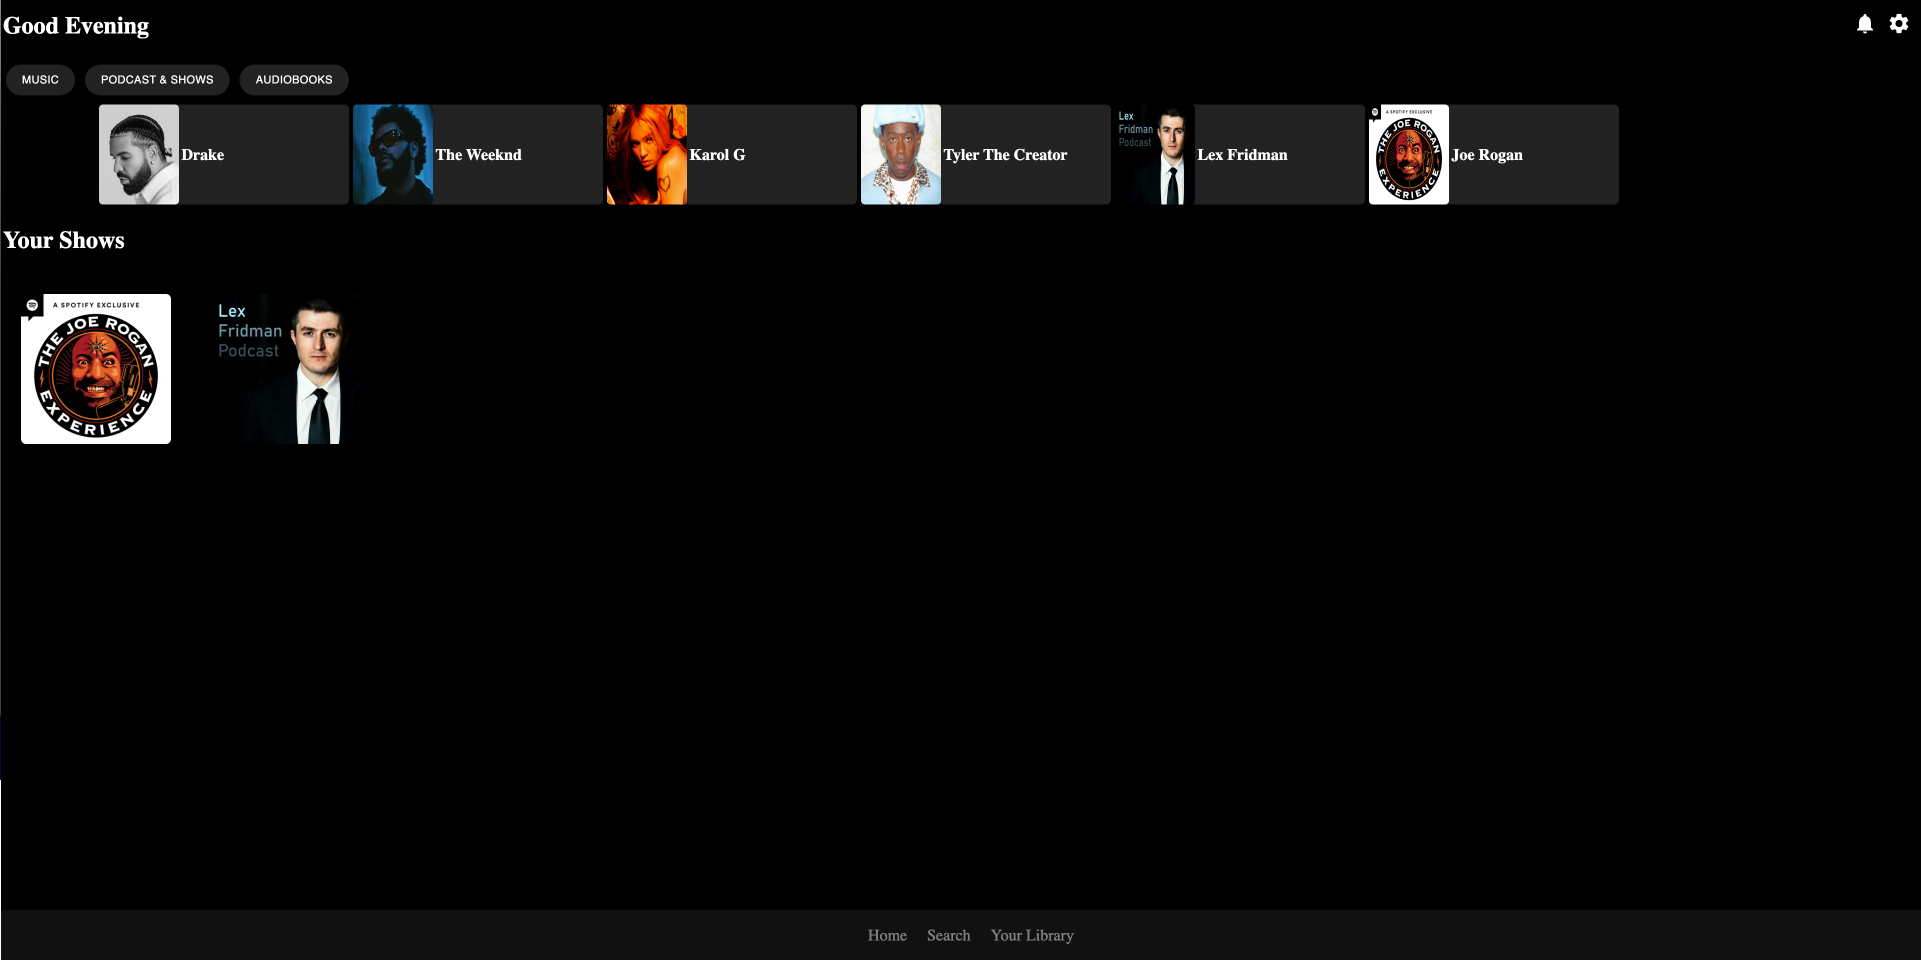 Good Evening
MUSIC
PODCAST & SHOWS
AUDIOBOOKS
Drake
The Weeknd
Karol G
Tyler The Creator
Lex
Fridman
Podcast
Lex Fridman
A SPOTIFY EXCLUSIVE
THE JOE ROGAN
EXPERIENCE
Joe Rogan
Your Shows
A SPOTIFY EXCLUSIVE
THE JOE ROGAN
EXPERIENCE
Lex
Fridman
Podcast
Home
Search
Your Library